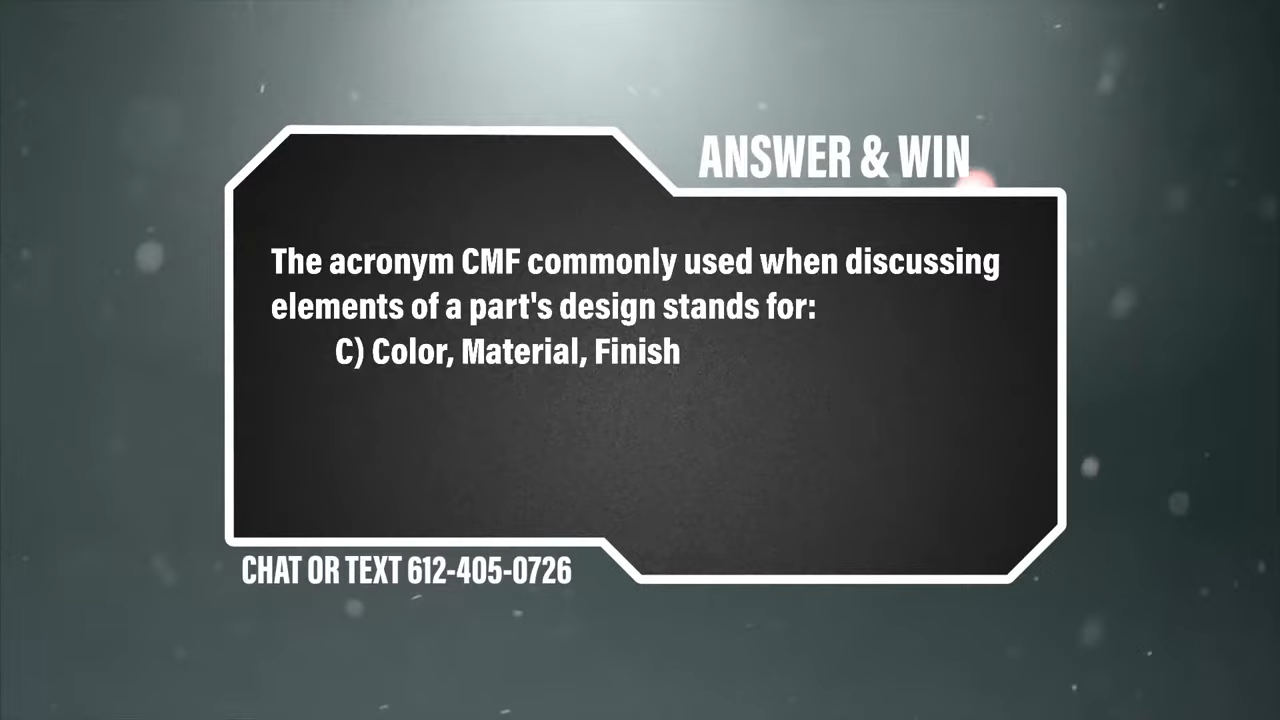 ANSWER & WIN
The acronym CMF commonly used when discussing
elements of a part's design stands for:
C) Color, Material, Finish
CHAT OR TEXT 612-405-0726